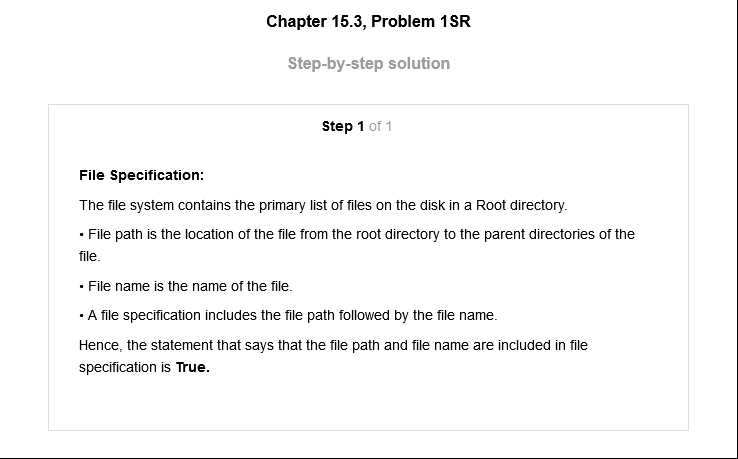 Chapter 15.3, Problem 1SR
Step-by-step solution
Step 1 of 1
File Specification:
The file system contains the primary list of files on the disk in a Root directory.
• File path is the location of the file from the root directory to the parent directories of the
file.
• File name is the name of the file.
• A file specification includes the file path followed by the file name.
Hence, the statement that says that the file path and file name are included in file
specification is True.